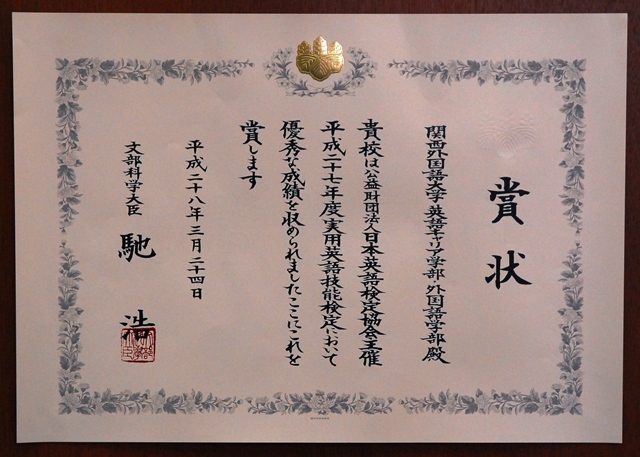 賞状
関西外国語大学 英語キャリア学部・外国語学部 殿
貴校は公益財団法人日本英語検定協会主催
平成二十七年度実用英語技能検定において
優秀な成績を収められましたここにこれを
賞します
平成二十八年三月二十四日
文部科学大臣 馳 浩